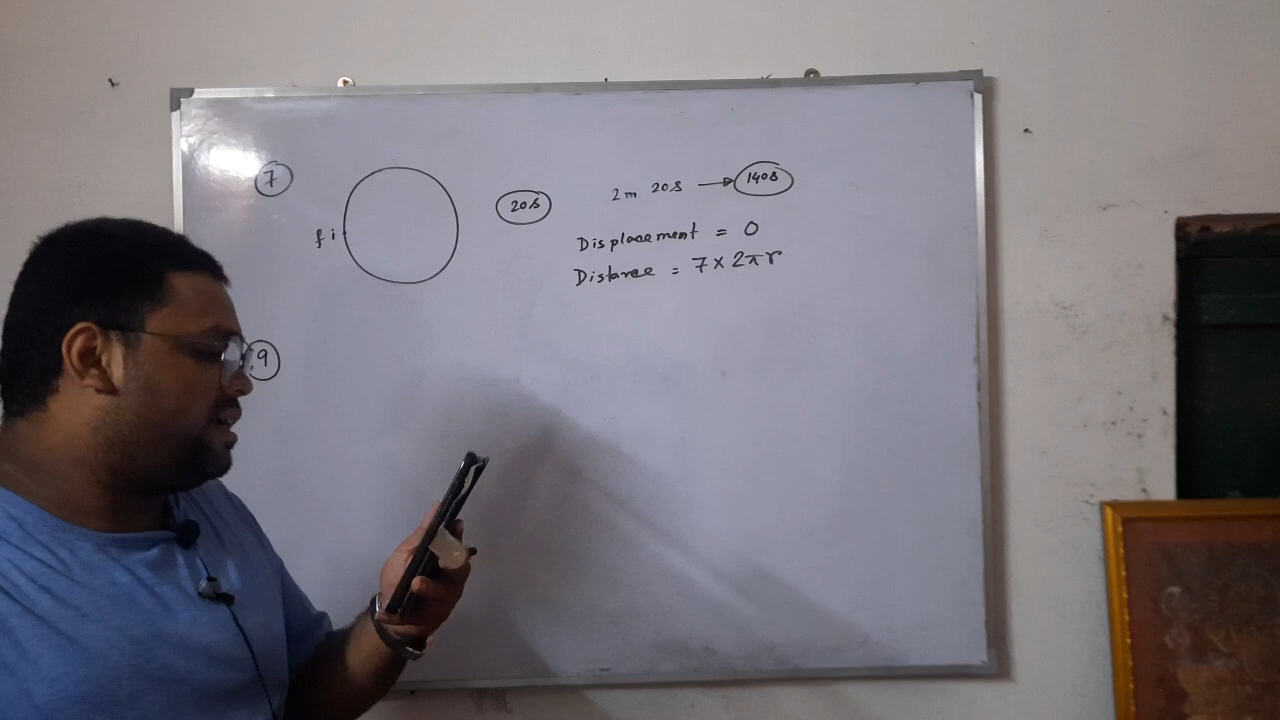 7
f i
20s
2m 20s → 140s
Displacement = 0
Distance = 7 × 2πr
9